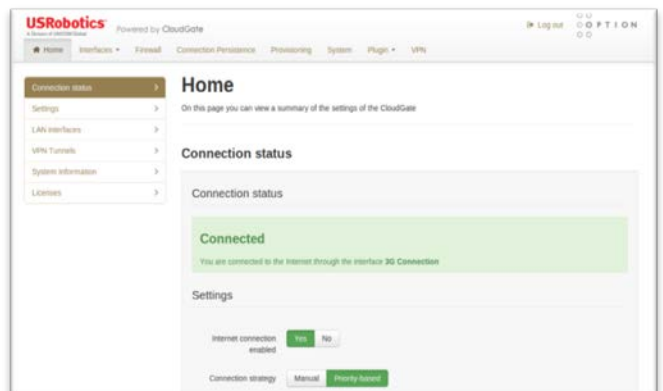 USRobotics
Powered by CloudGate
Log out
OPTION
Home Interfaces Firewall Connection Persistence Provisioning System Plugin VPN
Connection status
Settings
LAN interfaces
VPN Tunnels
System information
Licenses
Home
On this page you can view a summary of the settings of the CloudGate
Connection status
Connection status
Connected
You are connected to the Internet through the interface 3G Connection
Settings
Internet connection
enabled
Yes No
Connection strategy Manual Priority-based